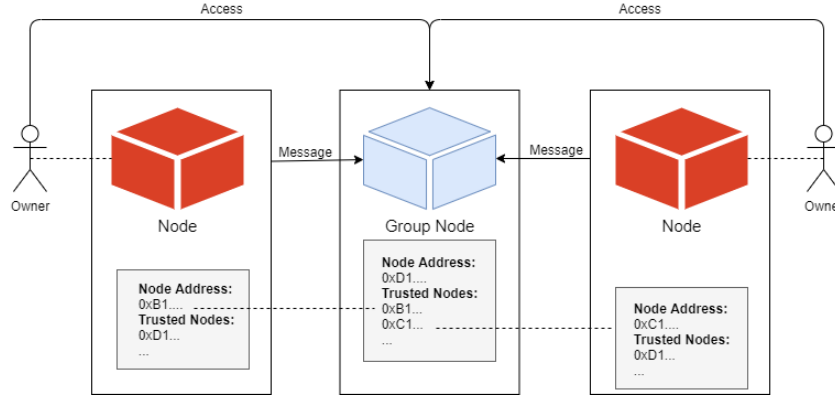 Access
Access
Message
Message
Owner
Owner
Node
Group Node
Node
Node Address:
0xB1....
Trusted Nodes:
0xD1...
...
Node Address:
0xD1....
Trusted Nodes:
0xB1...
0xC1...
...
Node Address:
0xC1....
Trusted Nodes:
0xD1...
...